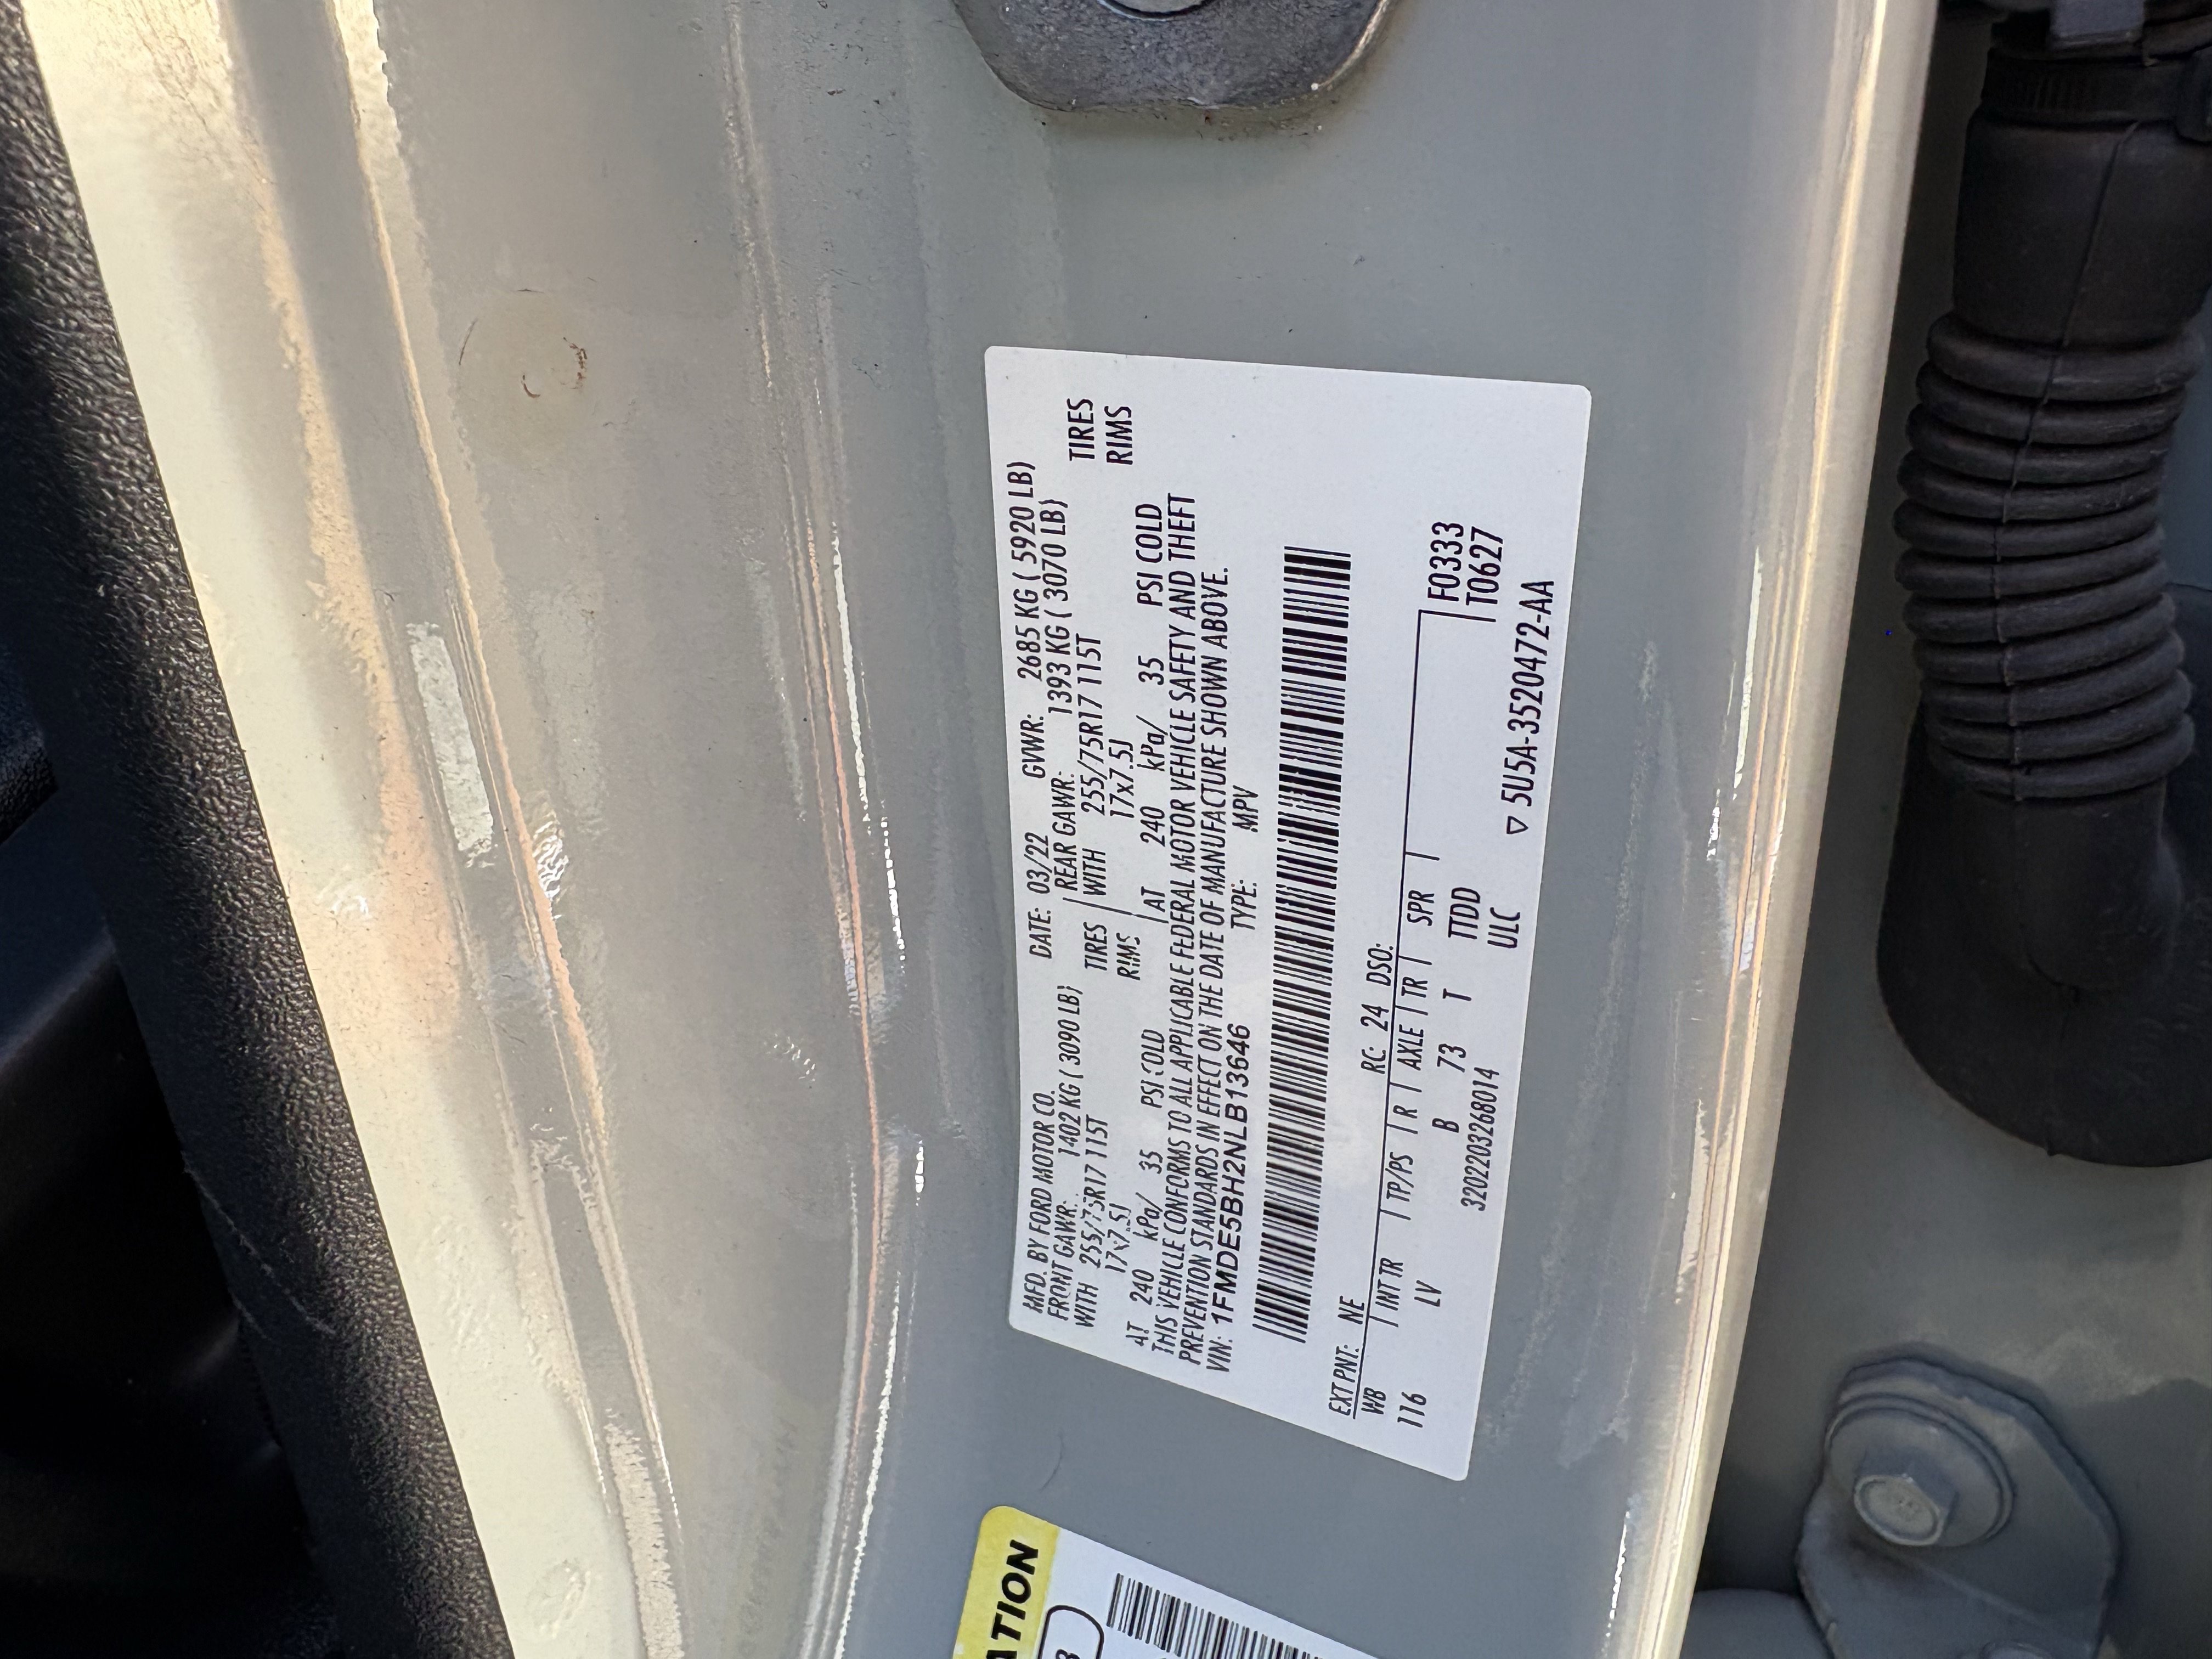 MFD. BY FORD MOTOR CO. DATE: 03/22 GVWR: 2685 KG ( 5920 LB)
FRONT GAWR: 1402 KG ( 3090 LB) REAR GAWR: 1393 KG ( 3070 LB)
WITH 255/75R17 115T TIRES WITH 255/75R17 115T TIRES
17x7.5J RIMS 17x7.5J RIMS
AT 240 kPa/ 35 PSI COLD AT 240 kPa/ 35 PSI COLD
THIS VEHICLE CONFORMS TO ALL APPLICABLE FEDERAL MOTOR VEHICLE SAFETY AND THEFT
PREVENTION STANDARDS IN EFFECT ON THE DATE OF MANUFACTURE SHOWN ABOVE.
VIN: 1FMDE5BH2NLB13646 TYPE: MPV
EXT PNT: NE RC: 24 DSO:
WB INT TR TP/PS R AXLE TR SPR F0333
116 LV B 73 T TTDD T0627
3202203268014 ULC ▽ 5U5A-3520472-AA
ATION